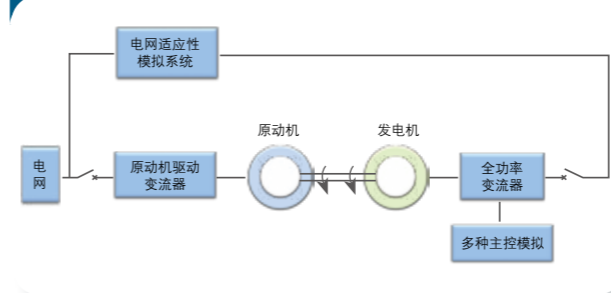 电网适应性
模拟系统
原动机
发电机
电
网
原动机驱动
变流器
全功率
变流器
多种主控模拟